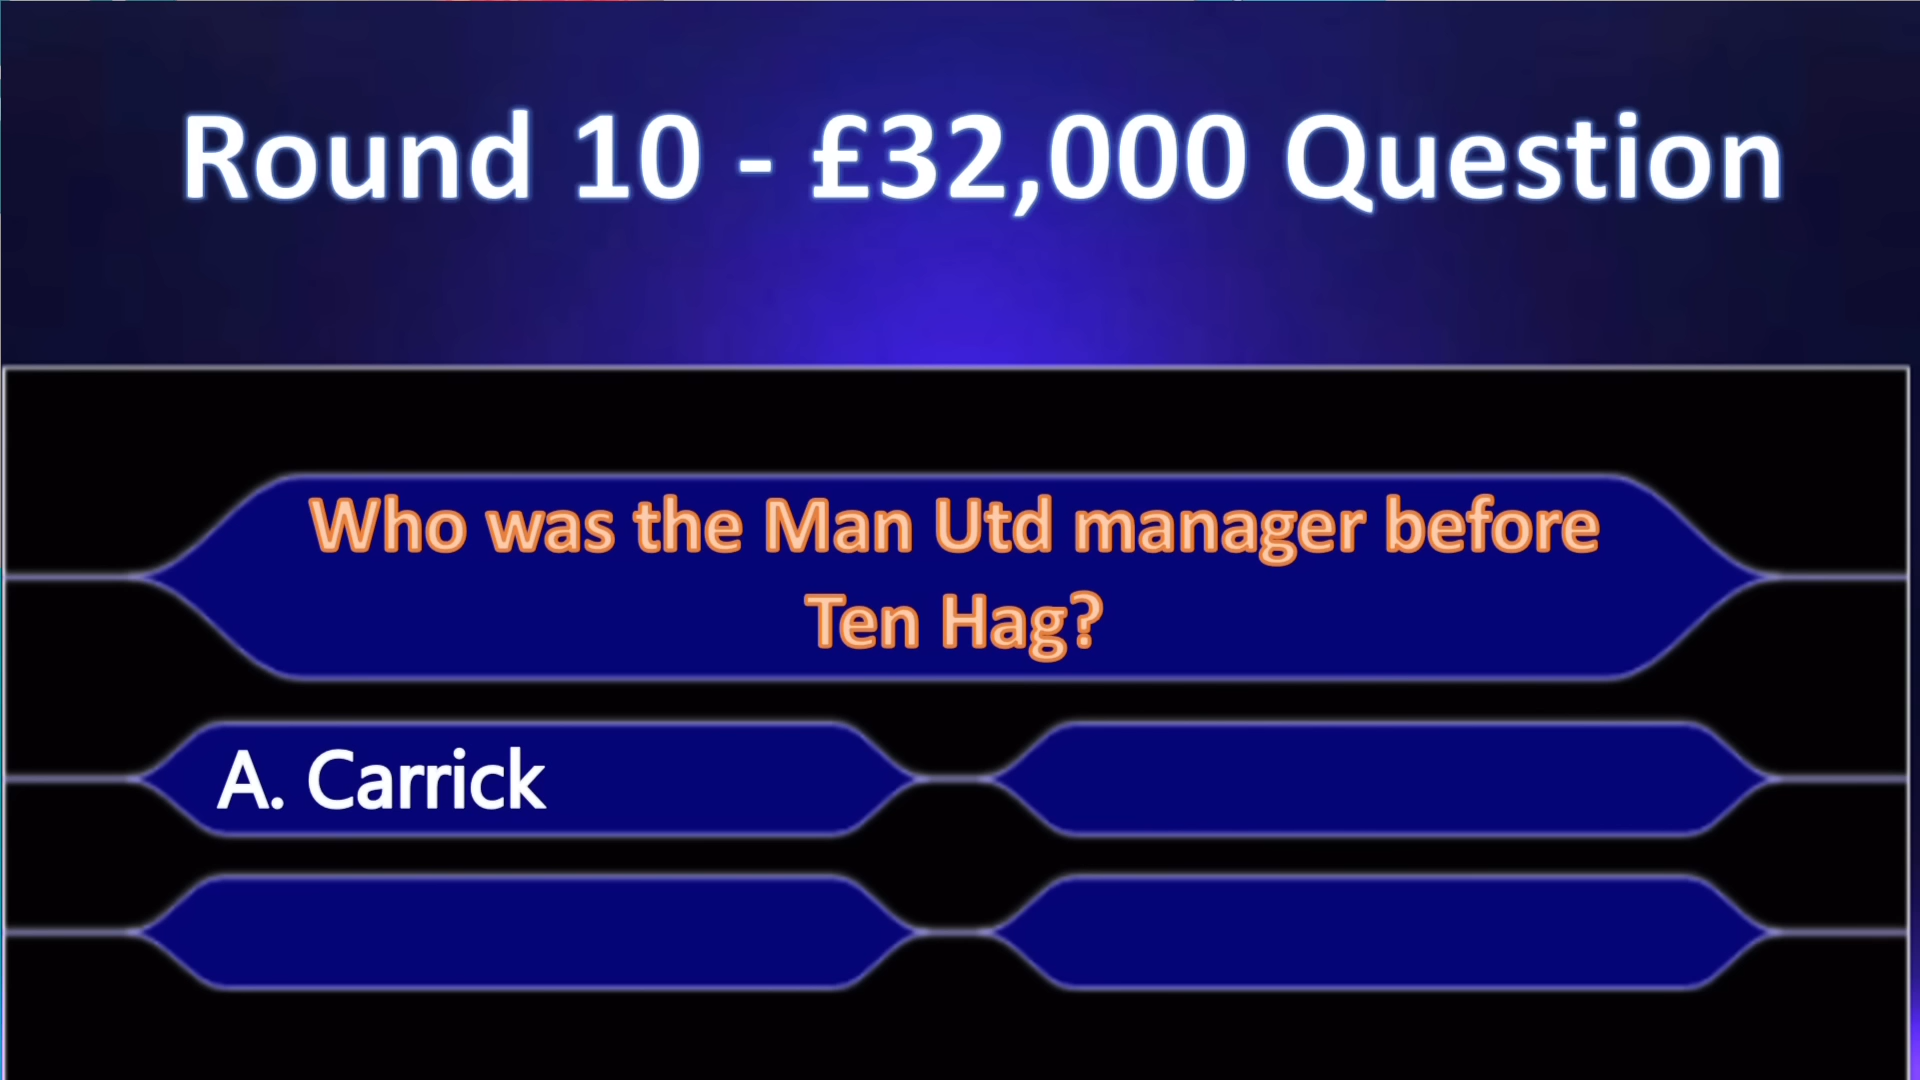 Round 10 - £32,000 Question
Who was the Man Utd manager before
Ten Hag?
A. Carrick